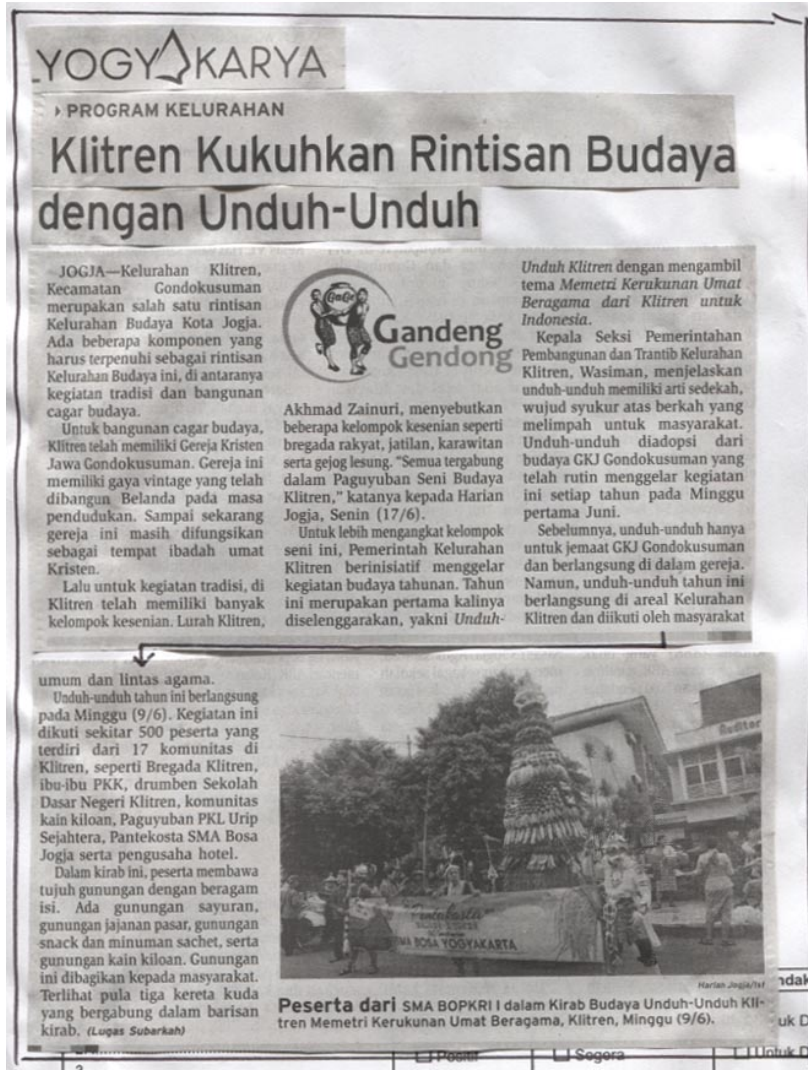 YOGYAKARYA
PROGRAM KELURAHAN
Klitren Kukuhkan Rintisan Budaya
dengan Unduh-Unduh
JOGJA—Kelurahan Klitren,
Kecamatan Gondokusuman
merupakan salah satu rintisan
Kelurahan Budaya Kota Jogja.
Ada beberapa komponen yang
harus terpenuhi sebagai rintisan
Kelurahan Budaya ini, di antaranya
kegiatan tradisi dan bangunan
cagar budaya.
Untuk bangunan cagar budaya,
Klitren telah memiliki Gereja Kristen
Jawa Gondokusuman. Gereja ini
memiliki gaya vintage yang telah
dibangun Belanda pada masa
pendudukan. Sampai sekarang
gereja ini masih difungsikan
sebagai tempat ibadah umat
Kristen.
Lalu untuk kegiatan tradisi, di
Klitren telah memiliki banyak
kelompok kesenian. Lurah Klitren,
Gandeng
Gendong
Akhmad Zainuri, menyebutkan
beberapa kelompok kesenian seperti
bregada rakyat, jatilan, karawitan
serta gejog lesung. “Semua tergabung
dalam Paguyuban Seni Budaya
Klitren,” katanya kepada Harian
Jogja, Senin (17/6).
Untuk lebih mengangkat kelompok
seni ini, Pemerintah Kelurahan
Klitren berinisiatif menggelar
kegiatan budaya tahunan. Tahun
ini merupakan pertama kalinya
diselenggarakan, yakni Unduh-
Unduh Klitren dengan mengambil
tema Memetri Kerukunan Umat
Beragama dari Klitren untuk
Indonesia.
Kepala Seksi Pemerintahan
Pembangunan dan Trantib Kelurahan
Klitren, Wasiman, menjelaskan
unduh-unduh memiliki arti sedekah,
wujud syukur atas berkah yang
melimpah untuk masyarakat.
Unduh-unduh diadopsi dari
budaya GKJ Gondokusuman yang
telah rutin menggelar kegiatan
ini setiap tahun pada Minggu
pertama Juni.
Sebelumnya, unduh-unduh hanya
untuk jemaat GKJ Gondokusuman
dan berlangsung di dalam gereja.
Namun, unduh-unduh tahun ini
berlangsung di areal Kelurahan
Klitren dan diikuti oleh masyarakat
umum dan lintas agama.
Unduh-unduh tahun ini berlangsung
pada Minggu (9/6). Kegiatan ini
dikuti sekitar 500 peserta yang
terdiri dari 17 komunitas di
Klitren, seperti Bregada Klitren,
ibu-ibu PKK, drumben Sekolah
Dasar Negeri Klitren, komunitas
kain kiloan, Paguyuban PKL Urip
Sejahtera, Pantekosta SMA Bosa
Jogja serta pengusaha hotel.
Dalam kirab ini, peserta membawa
tujuh gunungan dengan beragam
isi. Ada gunungan sayuran,
gunungan jajanan pasar, gunungan
snack dan minuman sachet, serta
gunungan kain kiloan. Gunungan
ini dibagikan kepada masyarakat.
Terlihat pula tiga kereta kuda
yang bergabung dalam barisan
kirab. (Lugas Subarkah)
Auditor
Pentakosta
SMA BOSA YOGYAKARTA
Harian Jogja/Ist
Peserta dari SMA BOPKRI I dalam Kirab Budaya Unduh-Unduh Kli-
tren Memetri Kerukunan Umat Beragama, Klitren, Minggu (9/6).
ndak
uk D
Positif
Segera
Untuk D